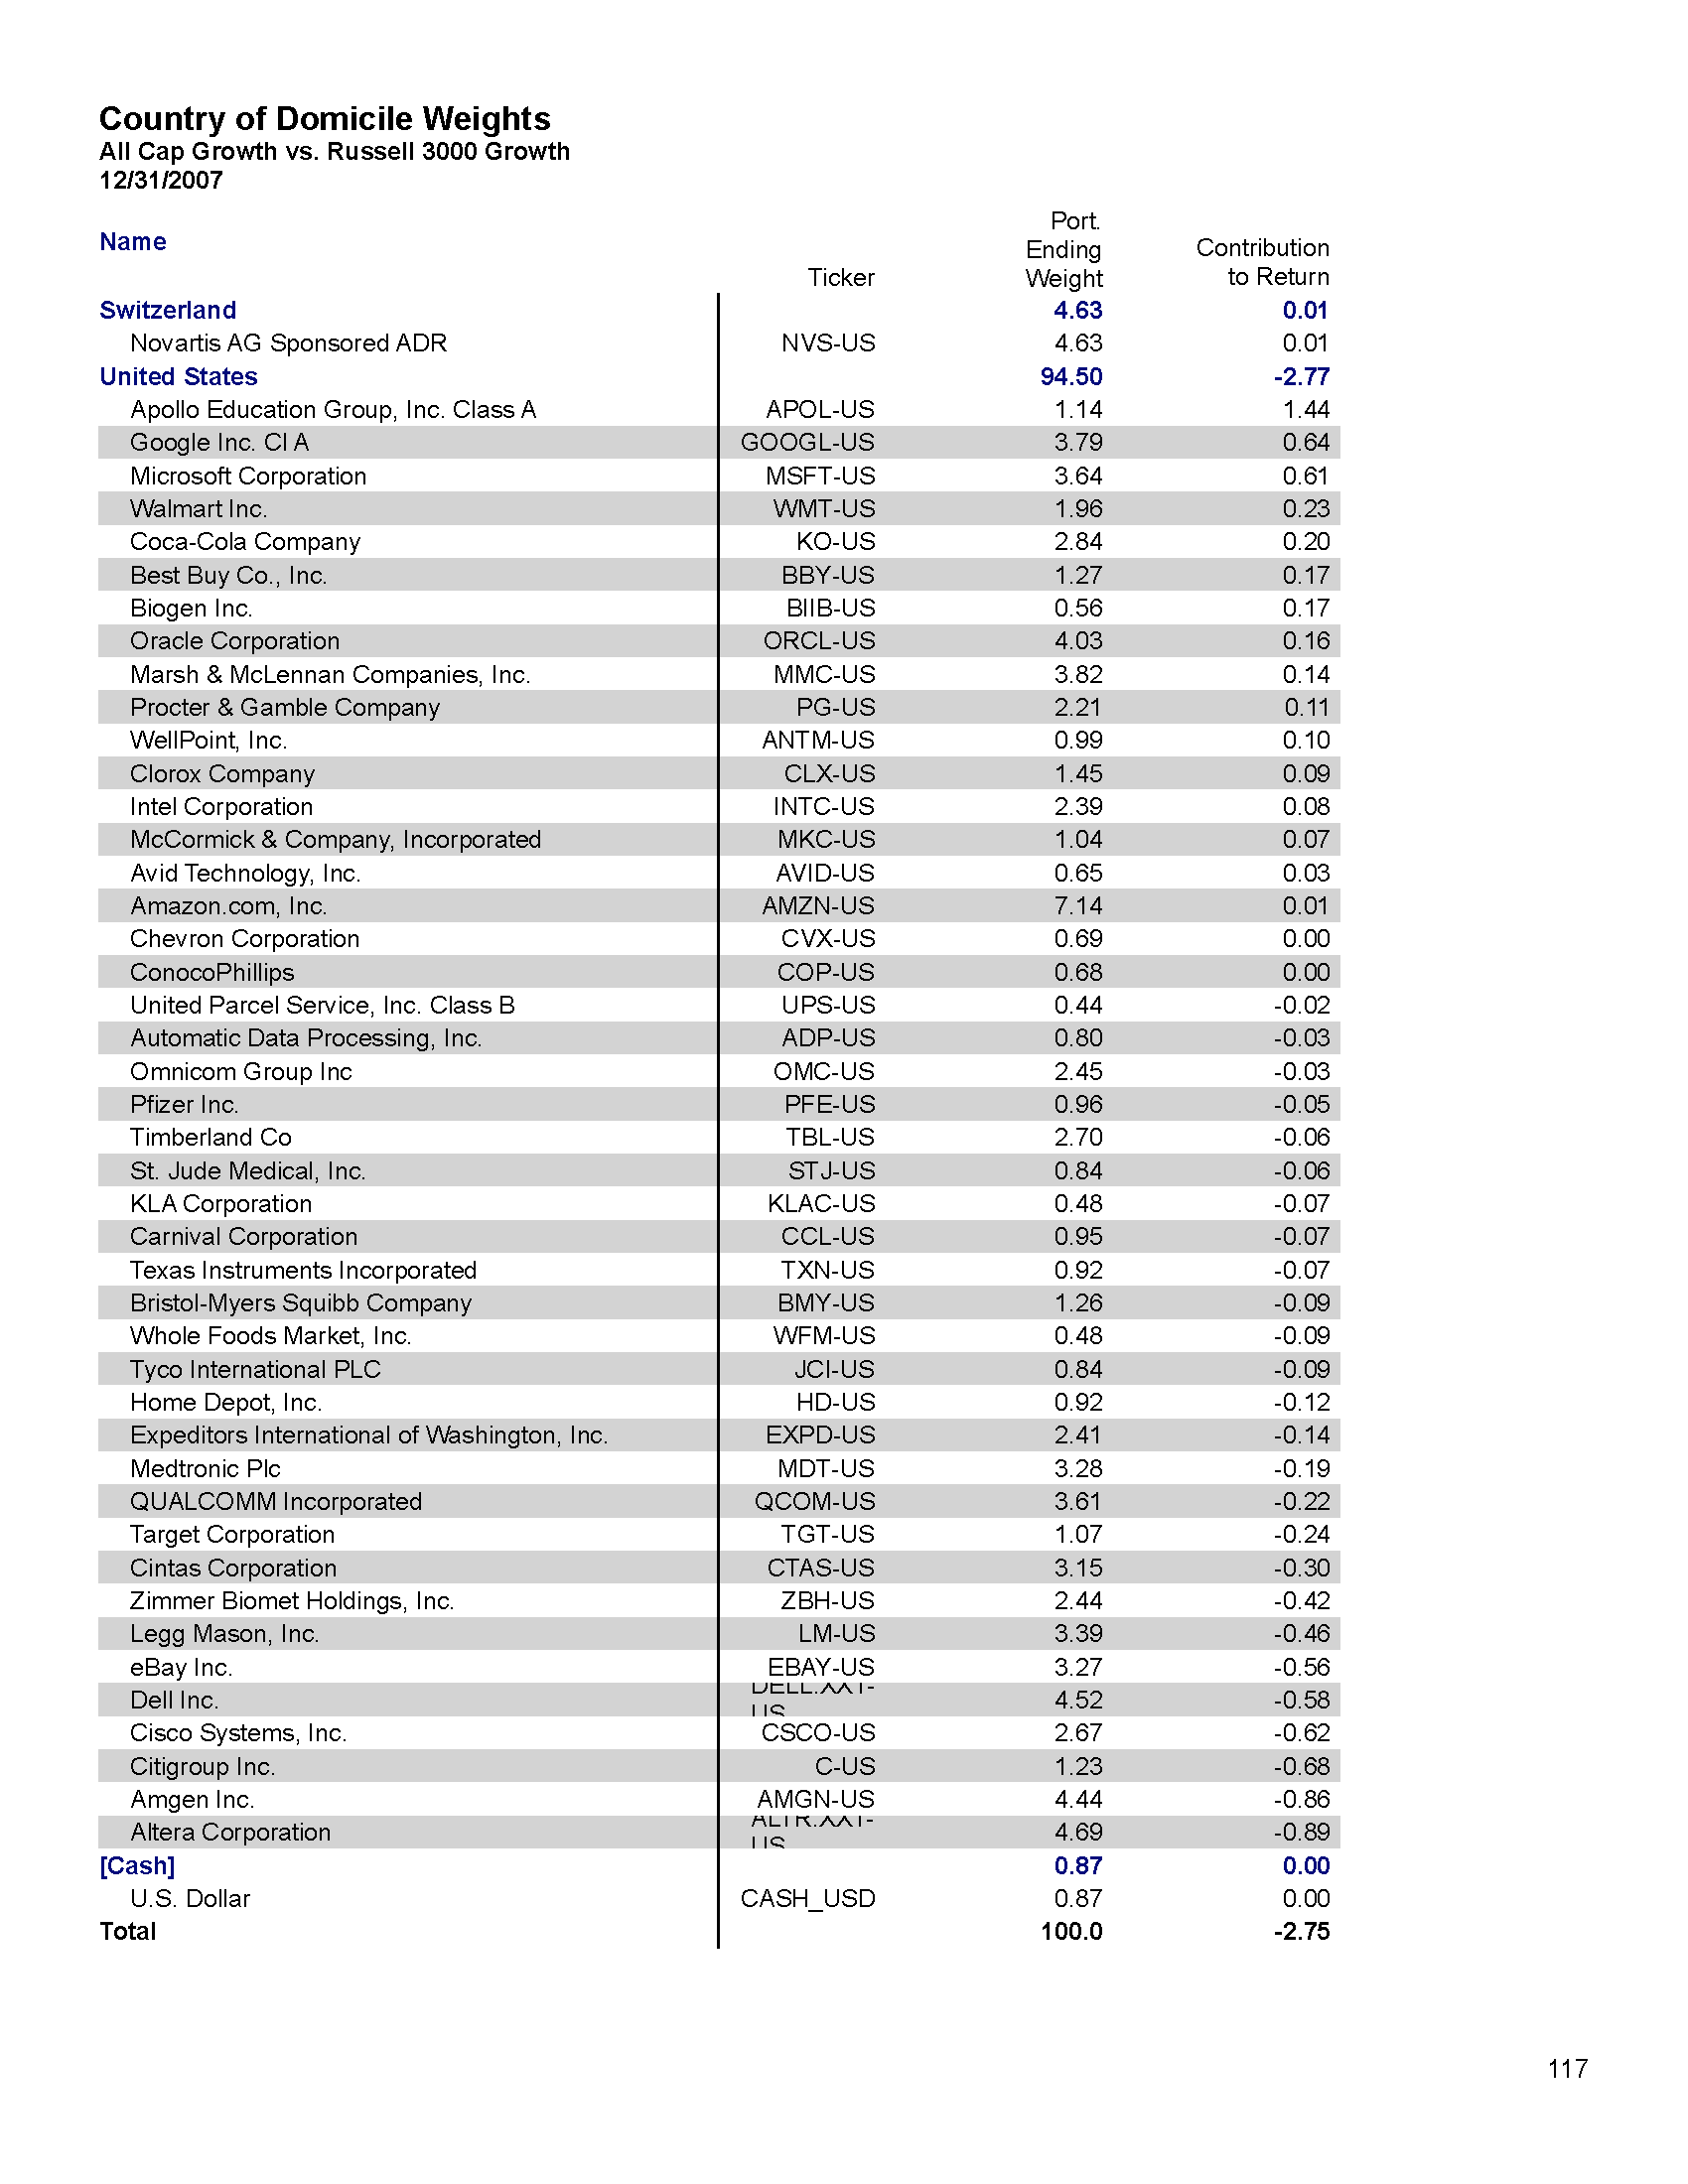 Country of Domicile Weights
All Cap Growth vs. Russell 3000 Growth
12/31/2007
Name Ticker Port. Ending Weight Contribution to Return
Switzerland 4.63 0.01
Novartis AG Sponsored ADR NVS-US 4.63 0.01
United States 94.50 -2.77
Apollo Education Group, Inc. Class A APOL-US 1.14 1.44
Google Inc. Cl A GOOGL-US 3.79 0.64
Microsoft Corporation MSFT-US 3.64 0.61
Walmart Inc. WMT-US 1.96 0.23
Coca-Cola Company KO-US 2.84 0.20
Best Buy Co., Inc. BBY-US 1.27 0.17
Biogen Inc. BIIB-US 0.56 0.17
Oracle Corporation ORCL-US 4.03 0.16
Marsh & McLennan Companies, Inc. MMC-US 3.82 0.14
Procter & Gamble Company PG-US 2.21 0.11
WellPoint, Inc. ANTM-US 0.99 0.10
Clorox Company CLX-US 1.45 0.09
Intel Corporation INTC-US 2.39 0.08
McCormick & Company, Incorporated MKC-US 1.04 0.07
Avid Technology, Inc. AVID-US 0.65 0.03
Amazon.com, Inc. AMZN-US 7.14 0.01
Chevron Corporation CVX-US 0.69 0.00
ConocoPhillips COP-US 0.68 0.00
United Parcel Service, Inc. Class B UPS-US 0.44 -0.02
Automatic Data Processing, Inc. ADP-US 0.80 -0.03
Omnicom Group Inc OMC-US 2.45 -0.03
Pfizer Inc. PFE-US 0.96 -0.05
Timberland Co TBL-US 2.70 -0.06
St. Jude Medical, Inc. STJ-US 0.84 -0.06
KLA Corporation KLAC-US 0.48 -0.07
Carnival Corporation CCL-US 0.95 -0.07
Texas Instruments Incorporated TXN-US 0.92 -0.07
Bristol-Myers Squibb Company BMY-US 1.26 -0.09
Whole Foods Market, Inc. WFM-US 0.48 -0.09
Tyco International PLC JCI-US 0.84 -0.09
Home Depot, Inc. HD-US 0.92 -0.12
Expeditors International of Washington, Inc. EXPD-US 2.41 -0.14
Medtronic Plc MDT-US 3.28 -0.19
QUALCOMM Incorporated QCOM-US 3.61 -0.22
Target Corporation TGT-US 1.07 -0.24
Cintas Corporation CTAS-US 3.15 -0.30
Zimmer Biomet Holdings, Inc. ZBH-US 2.44 -0.42
Legg Mason, Inc. LM-US 3.39 -0.46
eBay Inc. EBAY-US 3.27 -0.56
Dell Inc. 4.52 -0.58
Cisco Systems, Inc. CSCO-US 2.67 -0.62
Citigroup Inc. C-US 1.23 -0.68
Amgen Inc. AMGN-US 4.44 -0.86
Altera Corporation 4.69 -0.89
[Cash] 0.87 0.00
U.S. Dollar CASH_USD 0.87 0.00
Total 100.0 -2.75
117